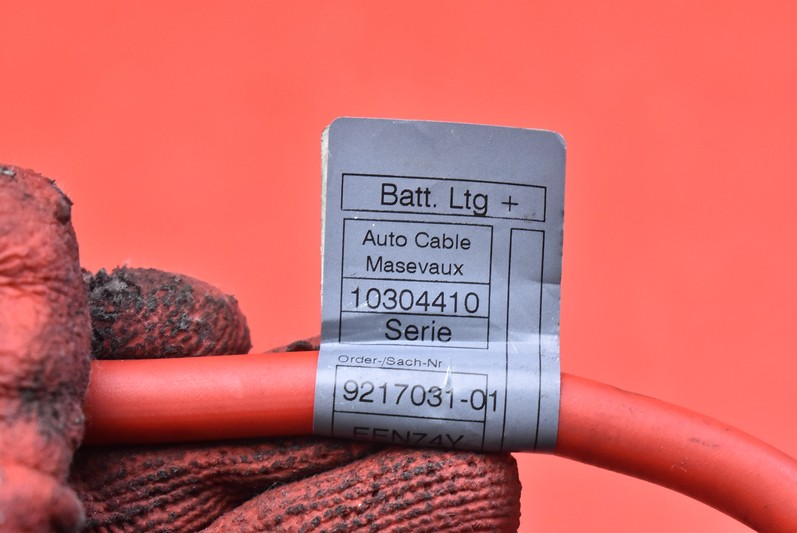 Batt. Ltg +
Auto Cable
Masevaux
10304410
Serie
Order-/Sach-Nr
9217031-01